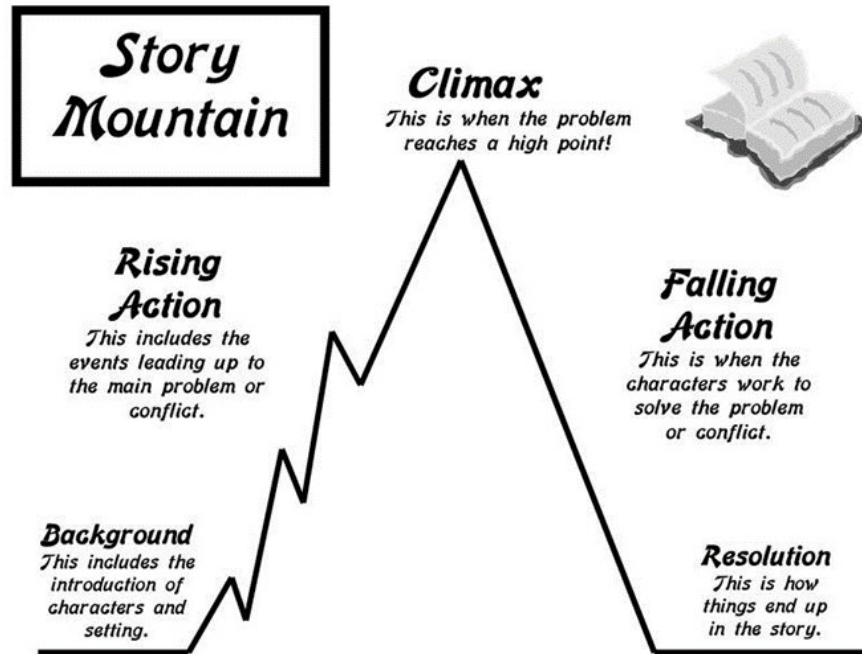 Story
Mountain
Climax
This is when the problem
reaches a high point!
Rising
Action
This includes the
events leading up to
the main problem or
conflict.
Falling
Action
This is when the
characters work to
solve the problem
or conflict.
Background
This includes the
introduction of
characters and
setting.
Resolution
This is how
things end up
in the story.